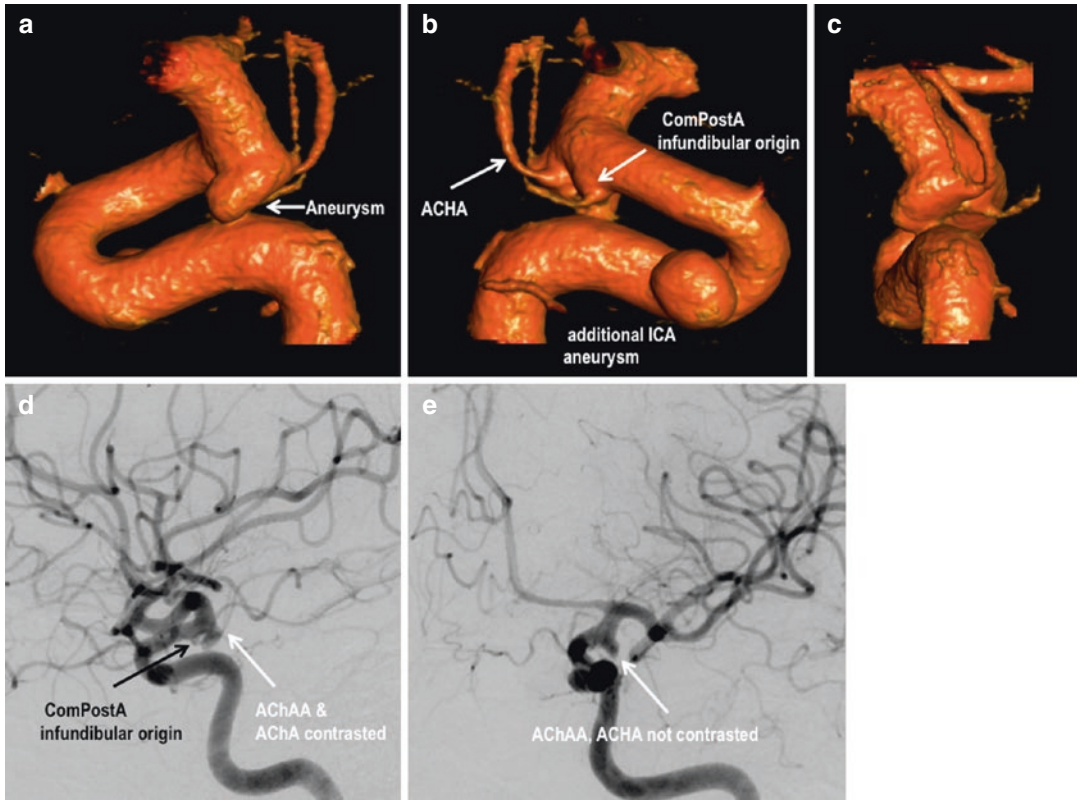 a
Aneurysm
b
ComPostA
infundibular origin
ACHA
additional ICA
aneurysm
c
d
ComPostA
infundibular origin
AChAA &
AChA contrasted
e
AChAA, ACHA not contrasted